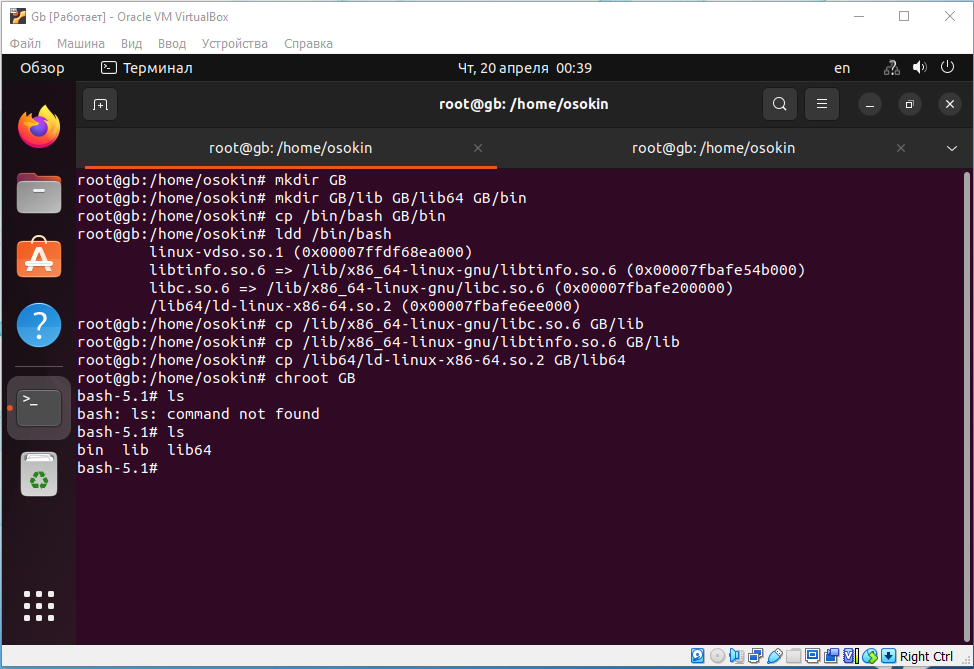 Gb [Работает] - Oracle VM VirtualBox
Файл Машина Вид Ввод Устройства Справка
Обзор Терминал Чт, 20 апреля 00:39 en
root@gb: /home/osokin
root@gb: /home/osokin root@gb: /home/osokin
root@gb:/home/osokin# mkdir GB
root@gb:/home/osokin# mkdir GB/lib GB/lib64 GB/bin
root@gb:/home/osokin# cp /bin/bash GB/bin
root@gb:/home/osokin# ldd /bin/bash
linux-vdso.so.1 (0x00007ffdf68ea000)
libtinfo.so.6 => /lib/x86_64-linux-gnu/libtinfo.so.6 (0x00007fbafe54b000)
libc.so.6 => /lib/x86_64-linux-gnu/libc.so.6 (0x00007fbafe200000)
/lib64/ld-linux-x86-64.so.2 (0x00007fbafe6ee000)
root@gb:/home/osokin# cp /lib/x86_64-linux-gnu/libc.so.6 GB/lib
root@gb:/home/osokin# cp /lib/x86_64-linux-gnu/libtinfo.so.6 GB/lib
root@gb:/home/osokin# cp /lib64/ld-linux-x86-64.so.2 GB/lib64
root@gb:/home/osokin# chroot GB
bash-5.1# ls
bash: ls: command not found
bash-5.1# ls
bin lib lib64
bash-5.1#
Right Ctrl